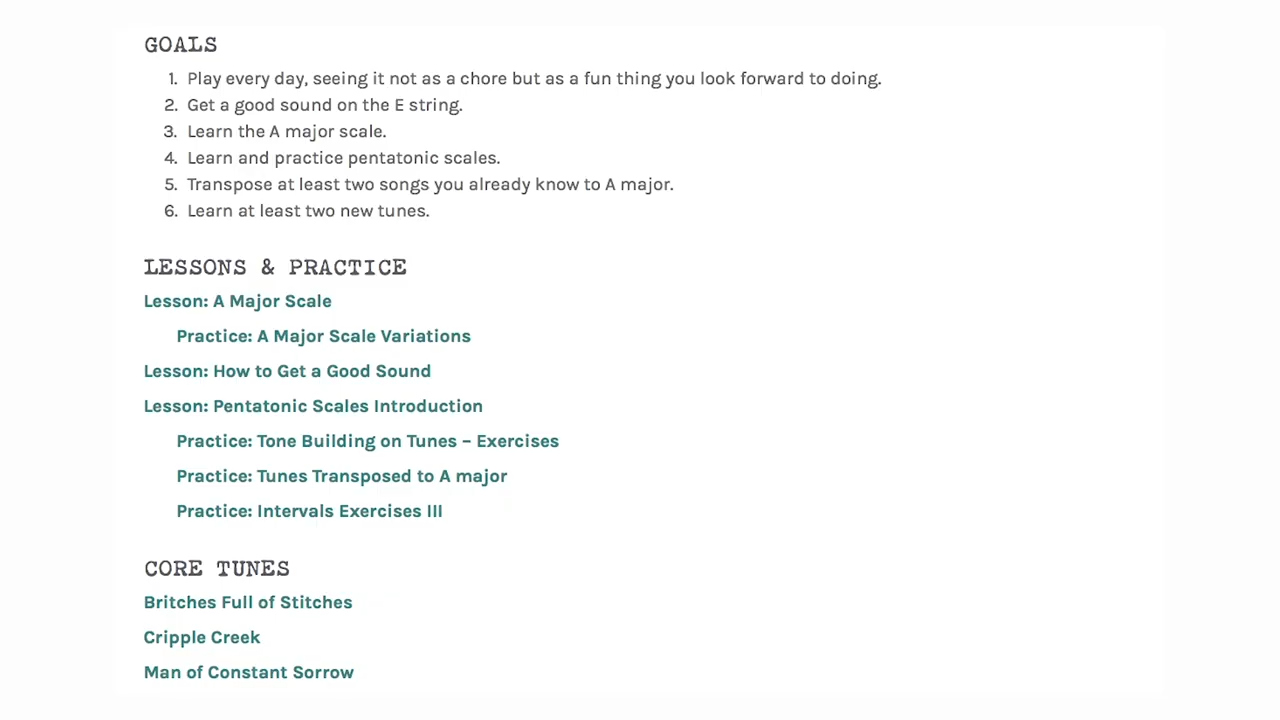 GOALS
1. Play every day, seeing it not as a chore but as a fun thing you look forward to doing.
2. Get a good sound on the E string.
3. Learn the A major scale.
4. Learn and practice pentatonic scales.
5. Transpose at least two songs you already know to A major.
6. Learn at least two new tunes.
LESSONS & PRACTICE
Lesson: A Major Scale
Practice: A Major Scale Variations
Lesson: How to Get a Good Sound
Lesson: Pentatonic Scales Introduction
Practice: Tone Building on Tunes – Exercises
Practice: Tunes Transposed to A major
Practice: Intervals Exercises III
CORE TUNES
Britches Full of Stitches
Cripple Creek
Man of Constant Sorrow